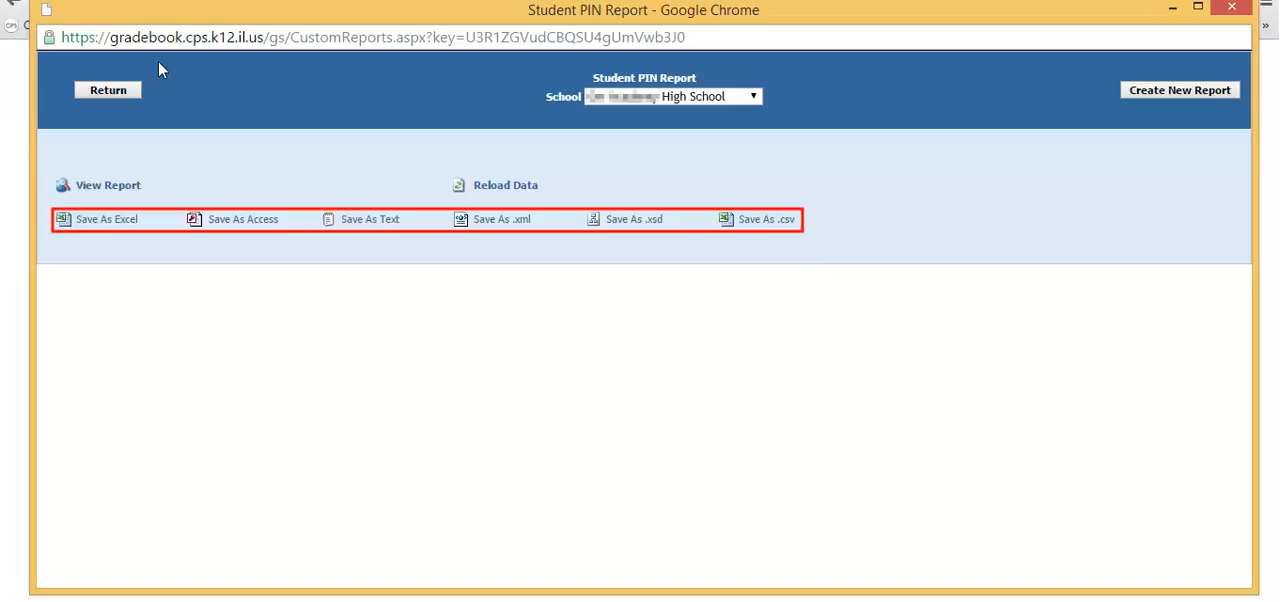 Student PIN Report - Google Chrome
CPS
https://gradebook.cps.k12.il.us/gs/CustomReports.aspx?key=U3R1ZGVudCBQSU4gUmVwb3J0
Return
Student PIN Report
School High School
Create New Report
View Report
Reload Data
Save As Excel
Save As Access
Save As Text
Save As .xml
Save As .xsd
Save As .csv